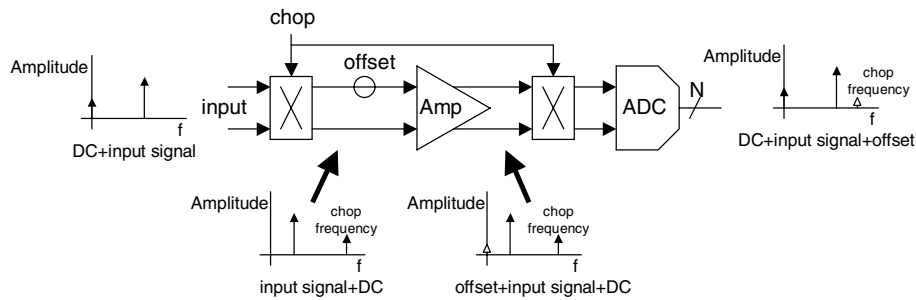 chop
offset
Amplitude
input
Amp
ADC
N
Amplitude
chop
frequency
f
DC+input signal
f
DC+input signal+offset
Amplitude
chop
frequency
f
input signal+DC
Amplitude
chop
frequency
f
offset+input signal+DC